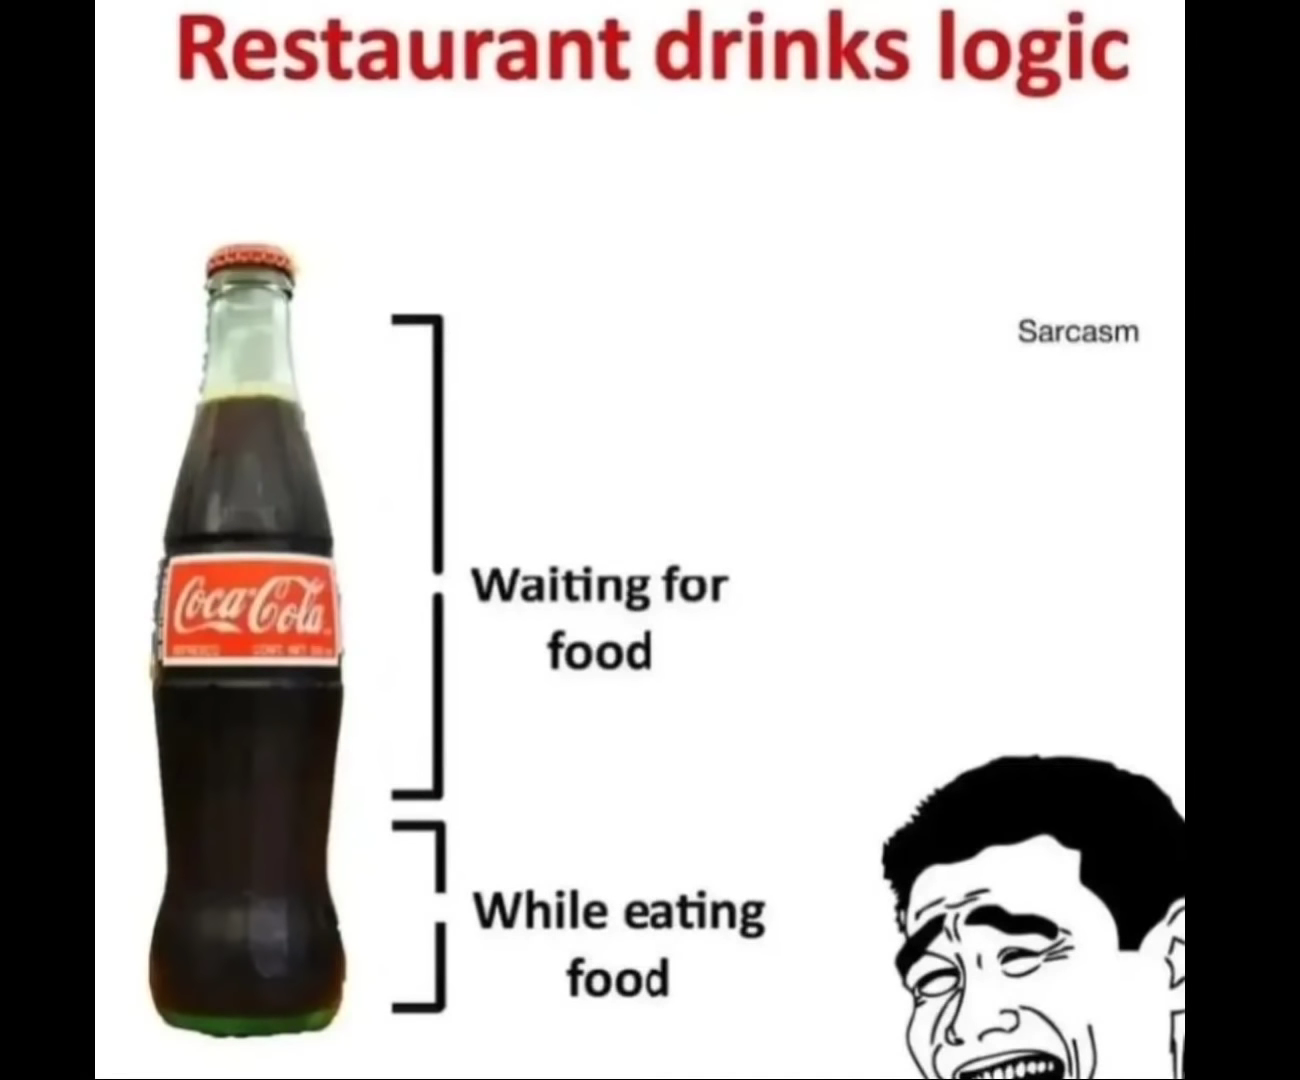 Restaurant drinks logic
Sarcasm
Coca-Cola
Waiting for
food
While eating
food